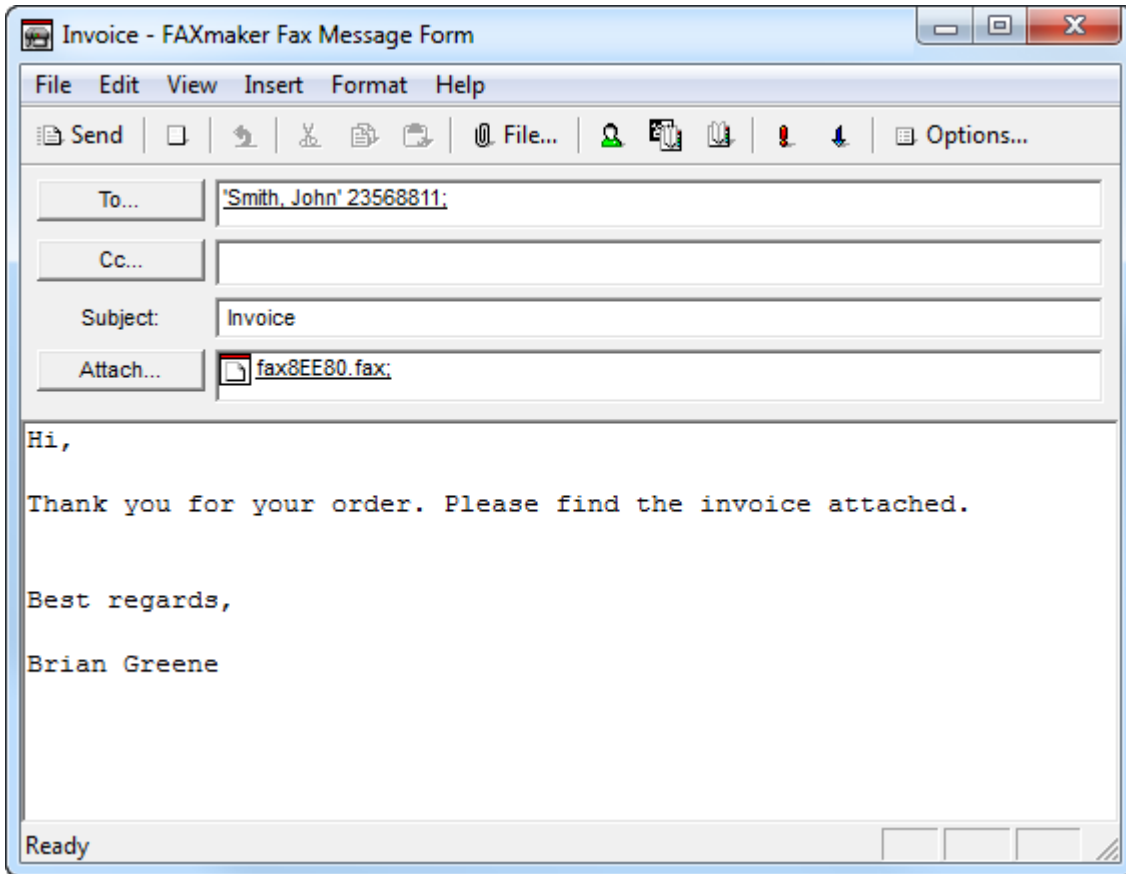 Invoice - FAXmaker Fax Message Form
File Edit View Insert Format Help
Send File... Options...
To... 'Smith, John' 23568811;
Cc...
Subject: Invoice
Attach... fax8EE80.fax;
Hi,
Thank you for your order. Please find the invoice attached.
Best regards,
Brian Greene
Ready